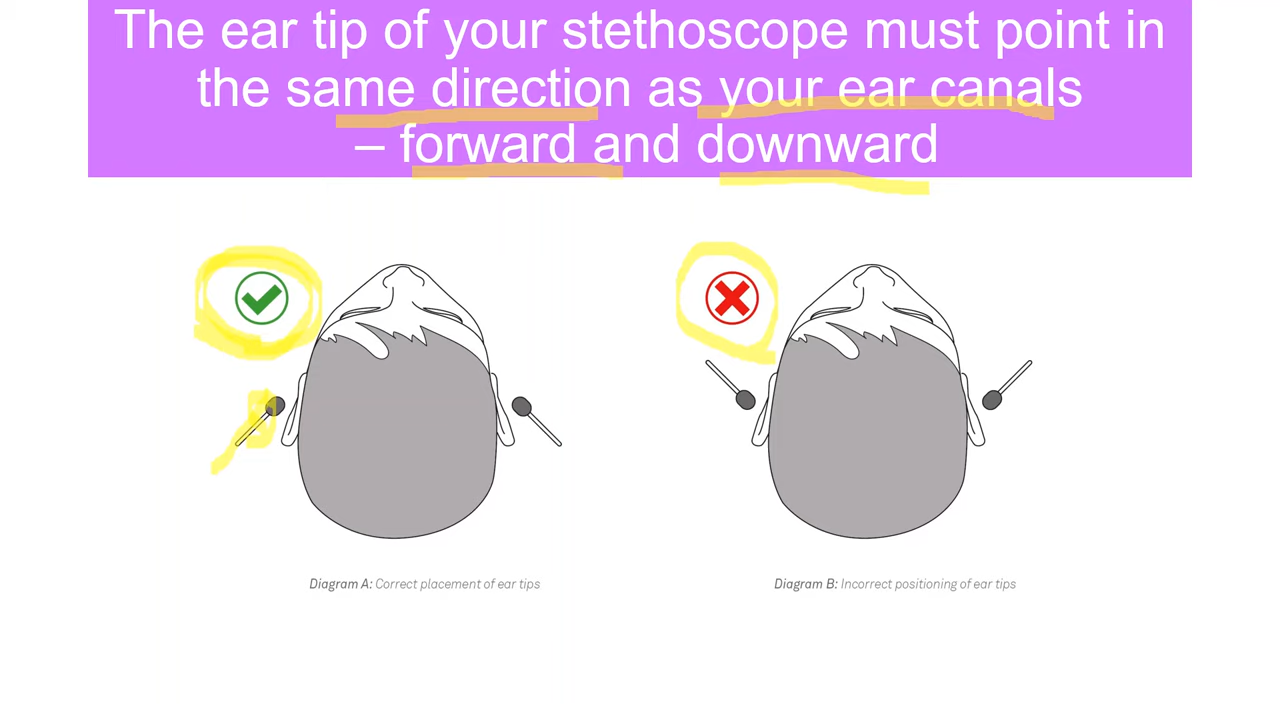 The ear tip of your stethoscope must point in
the same direction as your ear canals
– forward and downward
Diagram A: Correct placement of ear tips
Diagram B: Incorrect positioning of ear tips